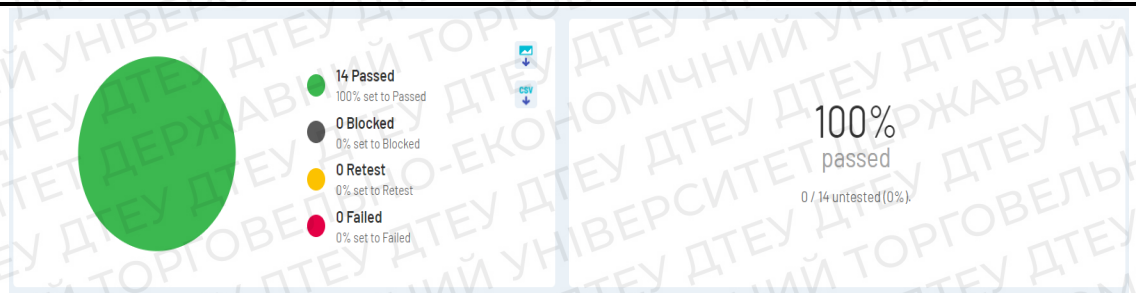 14 Passed
100% set to Passed
CSV
0 Blocked
0% set to Blocked
0 Retest
0% set to Retest
0 Failed
0% set to Failed
100%
passed
0 / 14 untested (0%).